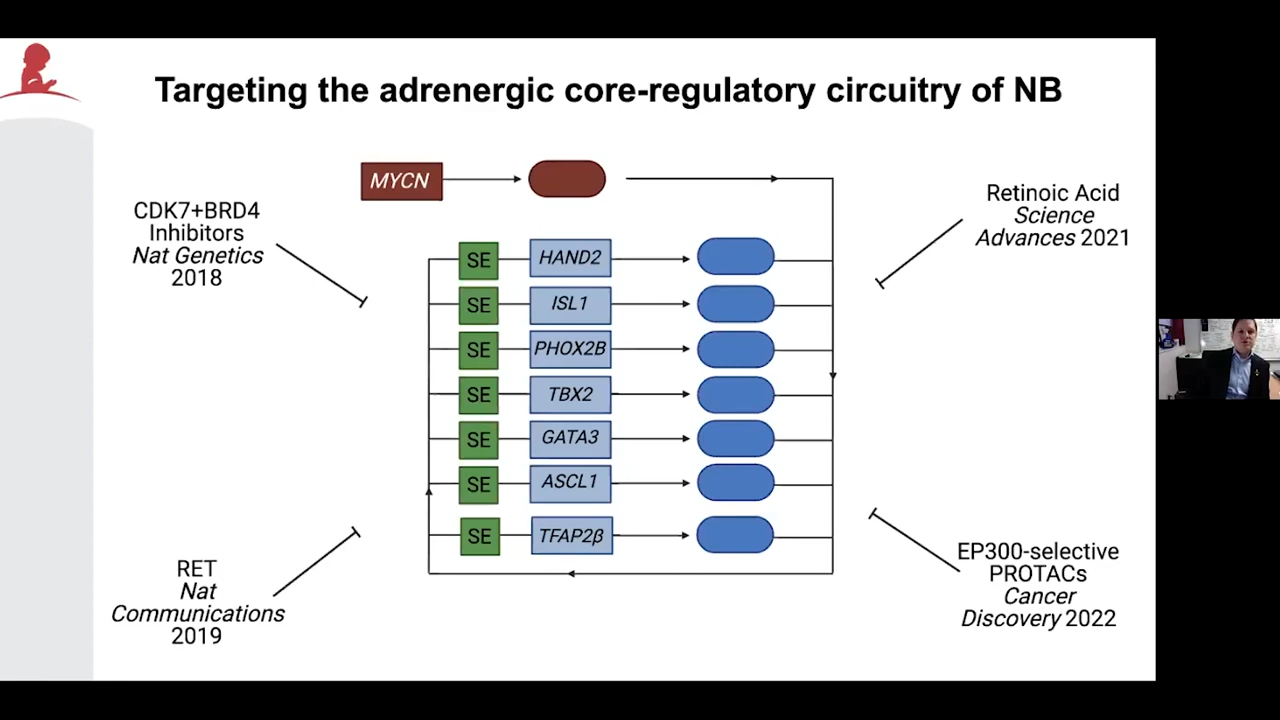 Targeting the adrenergic core-regulatory circuitry of NB
MYCN
CDK7+BRD4
Inhibitors
Nat Genetics
2018
Retinoic Acid
Science
Advances 2021
SE
HAND2
SE
ISL1
SE
PHOX2B
SE
TBX2
SE
GATA3
SE
ASCL1
SE
TFAP2β
RET
Nat
Communications
2019
EP300-selective
PROTACs
Cancer
Discovery 2022